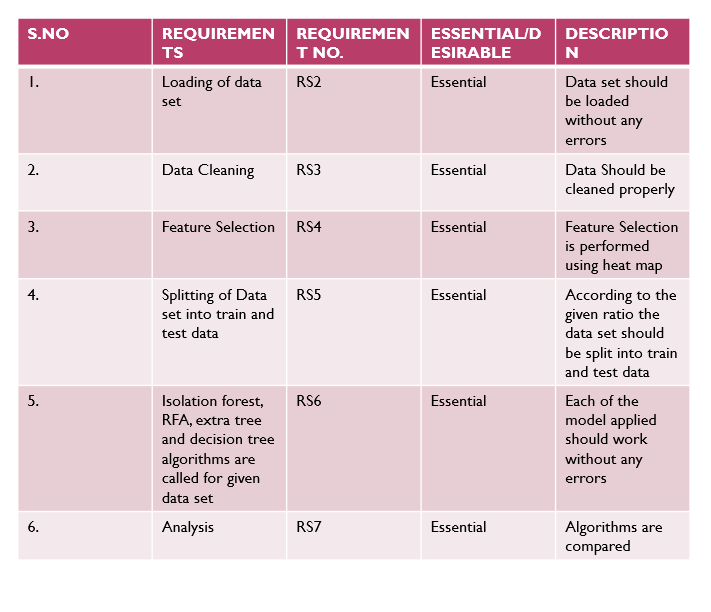 S.NO
REQUIREMEN
TS
REQUIREMEN
T NO.
ESSENTIAL/D
ESIRABLE
DESCRIPTIO
N
1.
Loading of data
set
RS2
Essential
Data set should
be loaded
without any
errors
2.
Data Cleaning
RS3
Essential
Data Should be
cleaned properly
3.
Feature Selection
RS4
Essential
Feature Selection
is performed
using heat map
4.
Splitting of Data
set into train and
test data
RS5
Essential
According to the
given ratio the
data set should
be split into train
and test data
5.
Isolation forest,
RFA, extra tree
and decision tree
algorithms are
called for given
data set
RS6
Essential
Each of the
model applied
should work
without any
errors
6.
Analysis
RS7
Essential
Algorithms are
compared